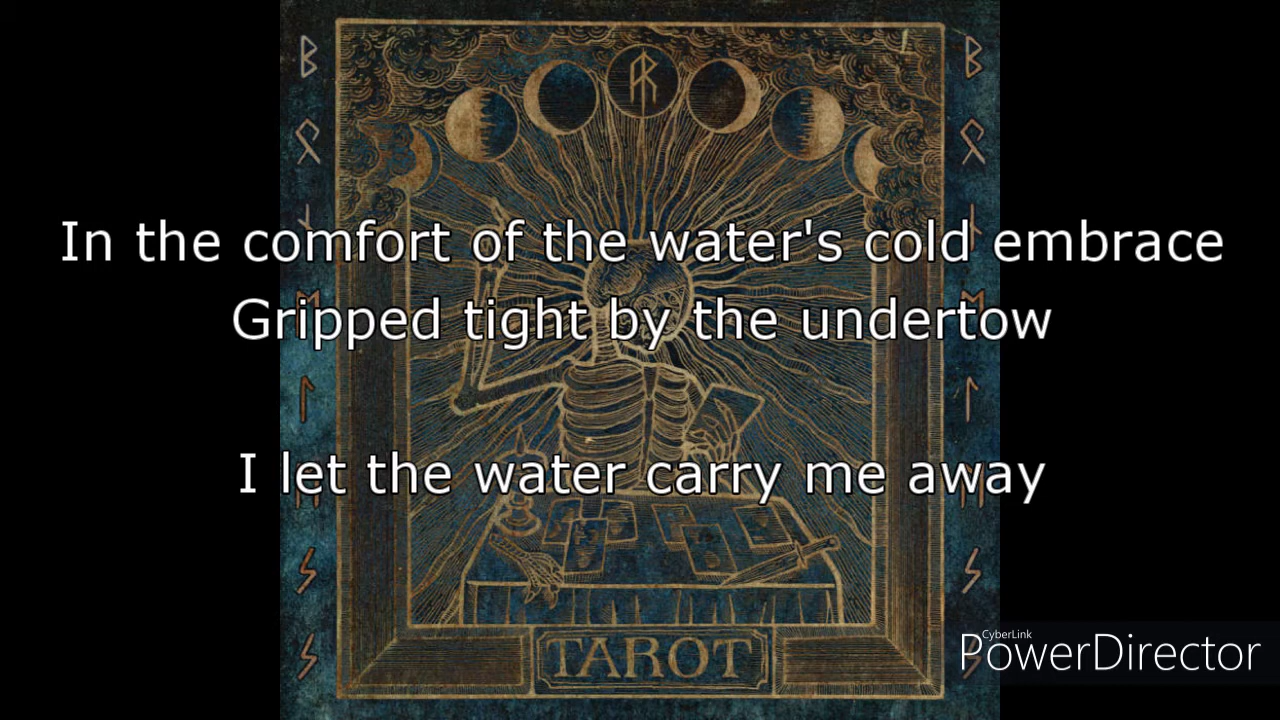 In the comfort of the water's cold embrace
Gripped tight by the undertow
I let the water carry me away
TAROT
CyberLink
PowerDirector